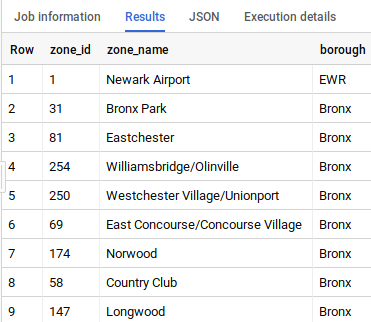 Job information Results JSON Execution details
Row zone_id zone_name borough
1 1 Newark Airport EWR
2 31 Bronx Park Bronx
3 81 Eastchester Bronx
4 254 Williamsbridge/Olinville Bronx
5 250 Westchester Village/Unionport Bronx
6 69 East Concourse/Concourse Village Bronx
7 174 Norwood Bronx
8 58 Country Club Bronx
9 147 Longwood Bronx